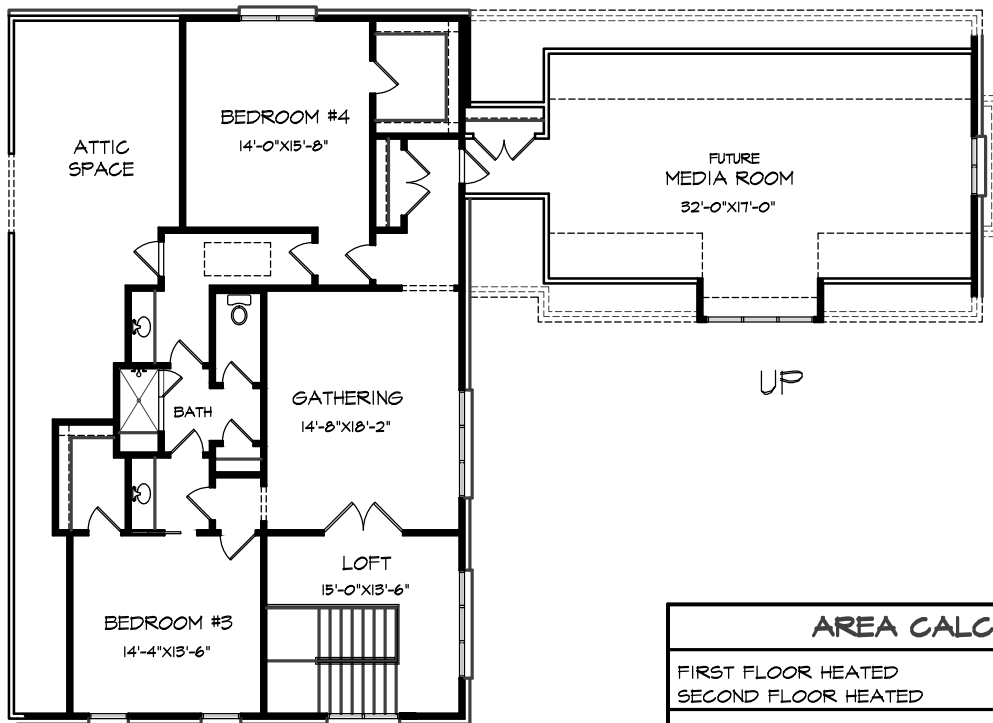 BEDROOM #4
14'-0"X15'-8"
ATTIC
SPACE
FUTURE
MEDIA ROOM
32'-0"X17'-0"
UP
GATHERING
14'-8"X18'-2"
BATH
LOFT
15'-0"X13'-6"
BEDROOM #3
14'-4"X13'-6"
AREA CALC
FIRST FLOOR HEATED
SECOND FLOOR HEATED